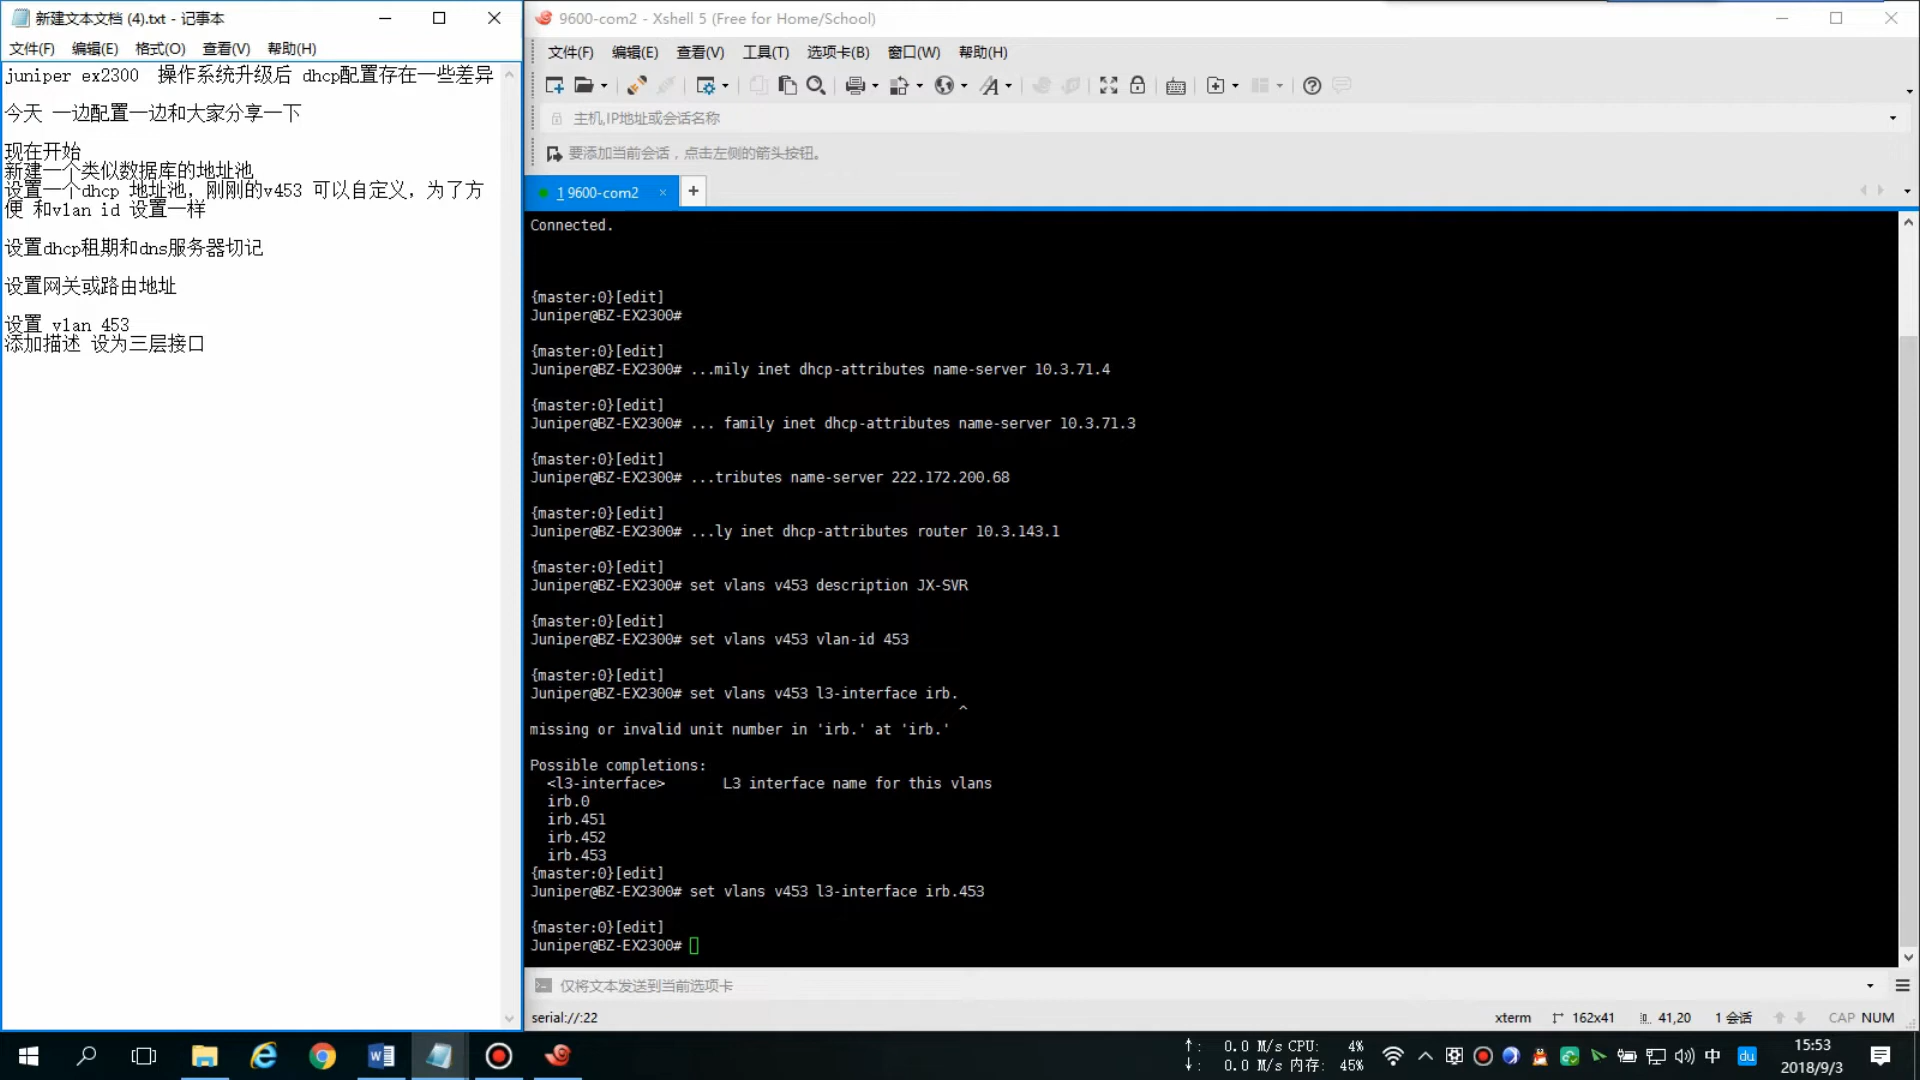 新建文本文档 (4).txt - 记事本
文件(F) 编辑(E) 格式(O) 查看(V) 帮助(H)
juniper ex2300 操作系统升级后 dhcp配置存在一些差异
今天 一边配置一边和大家分享一下
现在开始
新建一个类似数据库的地址池
设置一个dhcp 地址池，刚刚的v453 可以自定义，为了方
便 和vlan id 设置一样
设置dhcp租期和dns服务器切记
设置网关或路由地址
设置 vlan 453
添加描述 设为三层接口
9600-com2 - Xshell 5 (Free for Home/School)
文件(F) 编辑(E) 查看(V) 工具(T) 选项卡(B) 窗口(W) 帮助(H)
主机,IP地址或会话名称
要添加当前会话，点击左侧的箭头按钮。
1 9600-com2
Connected.
{master:0}[edit]
Juniper@BZ-EX2300#
{master:0}[edit]
Juniper@BZ-EX2300# ...mily inet dhcp-attributes name-server 10.3.71.4
{master:0}[edit]
Juniper@BZ-EX2300# ... family inet dhcp-attributes name-server 10.3.71.3
{master:0}[edit]
Juniper@BZ-EX2300# ...tributes name-server 222.172.200.68
{master:0}[edit]
Juniper@BZ-EX2300# ...ly inet dhcp-attributes router 10.3.143.1
{master:0}[edit]
Juniper@BZ-EX2300# set vlans v453 description JX-SVR
{master:0}[edit]
Juniper@BZ-EX2300# set vlans v453 vlan-id 453
{master:0}[edit]
Juniper@BZ-EX2300# set vlans v453 l3-interface irb.
^
missing or invalid unit number in 'irb.' at 'irb.'
Possible completions:
<l3-interface> L3 interface name for this vlans
irb.0
irb.451
irb.452
irb.453
{master:0}[edit]
Juniper@BZ-EX2300# set vlans v453 l3-interface irb.453
{master:0}[edit]
Juniper@BZ-EX2300#
仅将文本发送到当前选项卡
serial://:22
xterm 162x41 41,20 1 会话 CAP NUM
↑: 0.0 M/s CPU: 4%
↓: 0.0 M/s 内存: 45%
中
du
15:53
2018/9/3